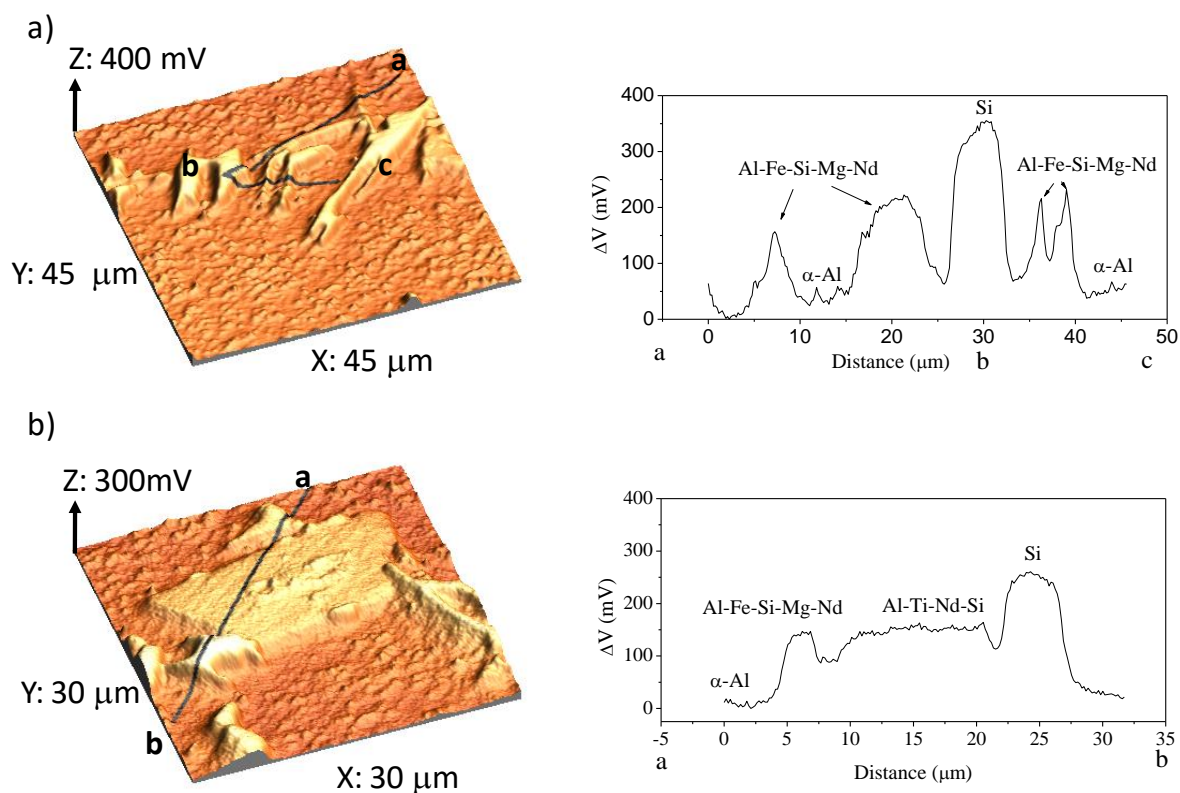 a)
Z: 400 mV
a
b
c
Y: 45 μm
X: 45 μm
400
300
200
100
0
ΔV (mV)
Si
Al-Fe-Si-Mg-Nd
Al-Fe-Si-Mg-Nd
α-Al
α-Al
0 10 20 30 40 50
a Distance (μm) b c
b)
Z: 300mV
a
Y: 30 μm
b
X: 30 μm
400
300
200
100
0
ΔV (mV)
Si
Al-Fe-Si-Mg-Nd
Al-Ti-Nd-Si
α-Al
-5 0 5 10 15 20 25 30 35
a Distance (μm) b